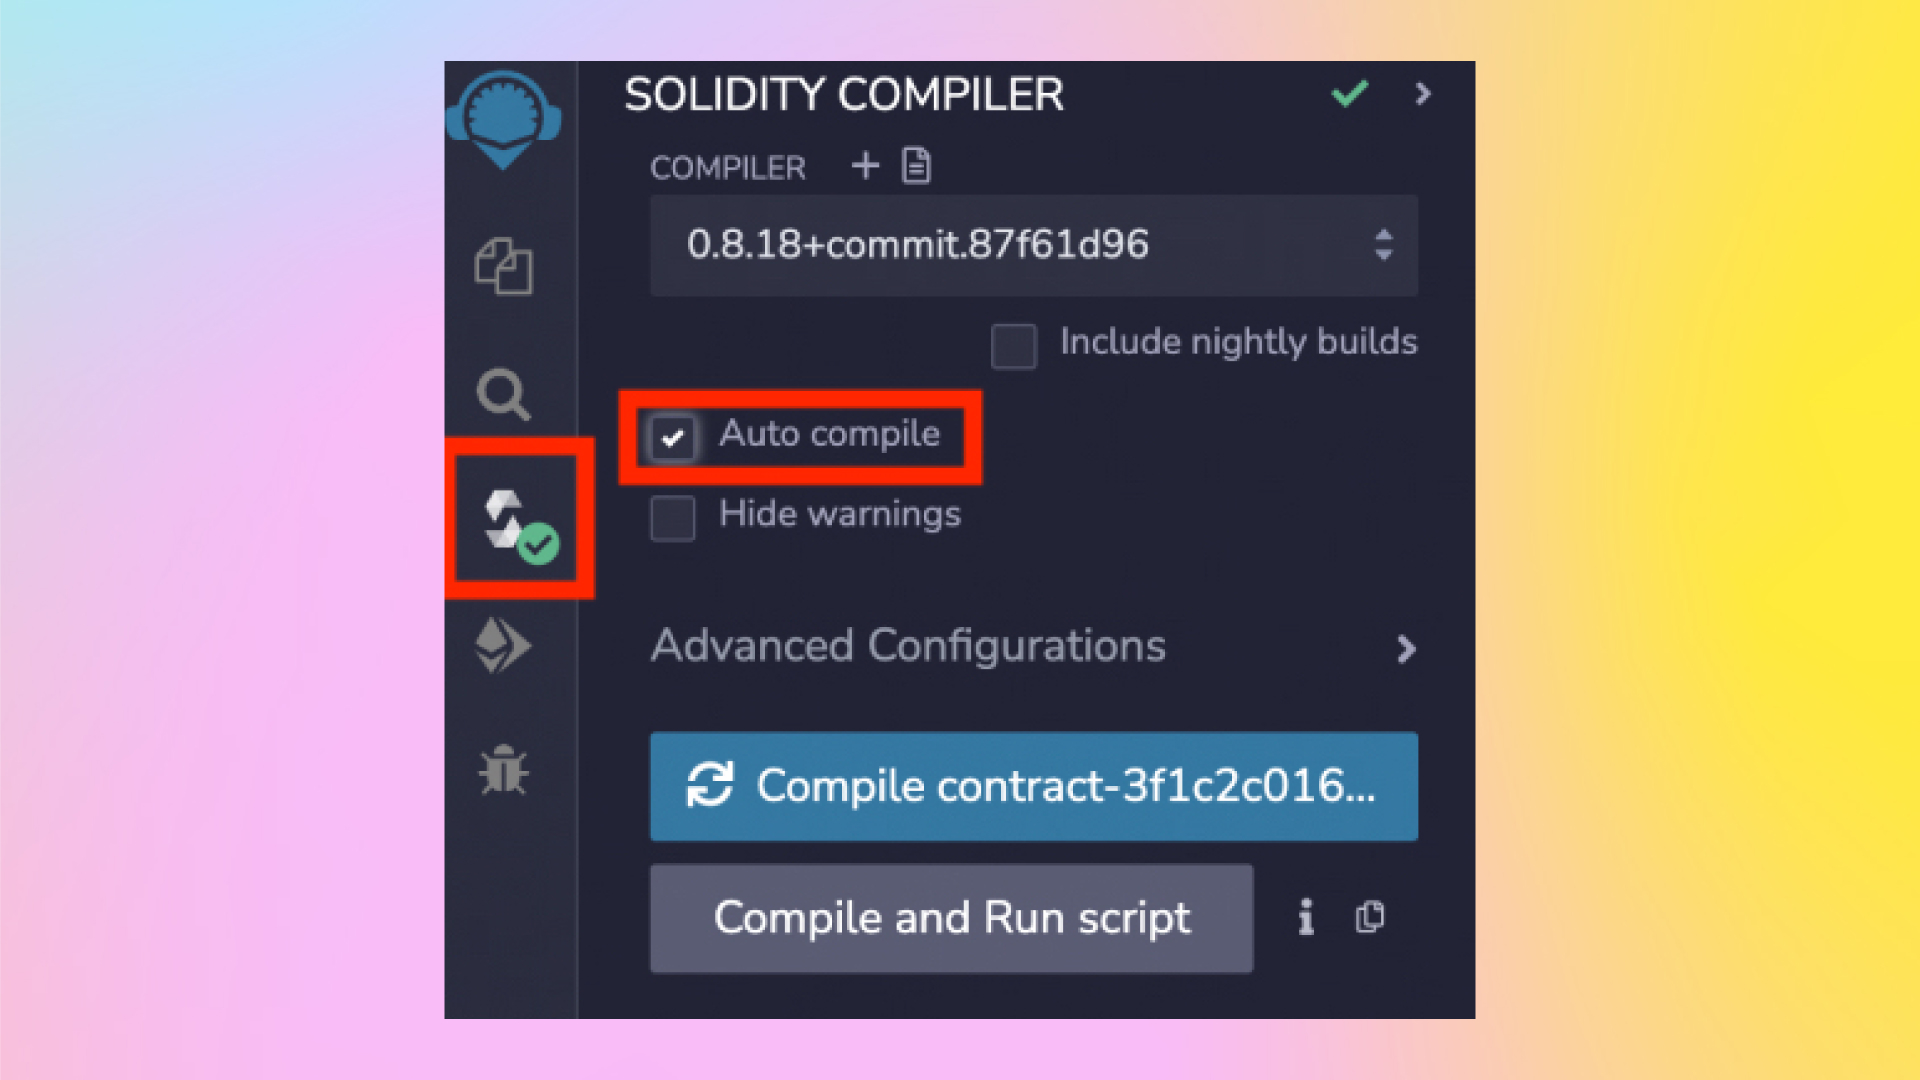 SOLIDITY COMPILER
COMPILER
0.8.18+commit.87f61d96
Include nightly builds
Auto compile
Hide warnings
Advanced Configurations
Compile contract-3f1c2c016...
Compile and Run script